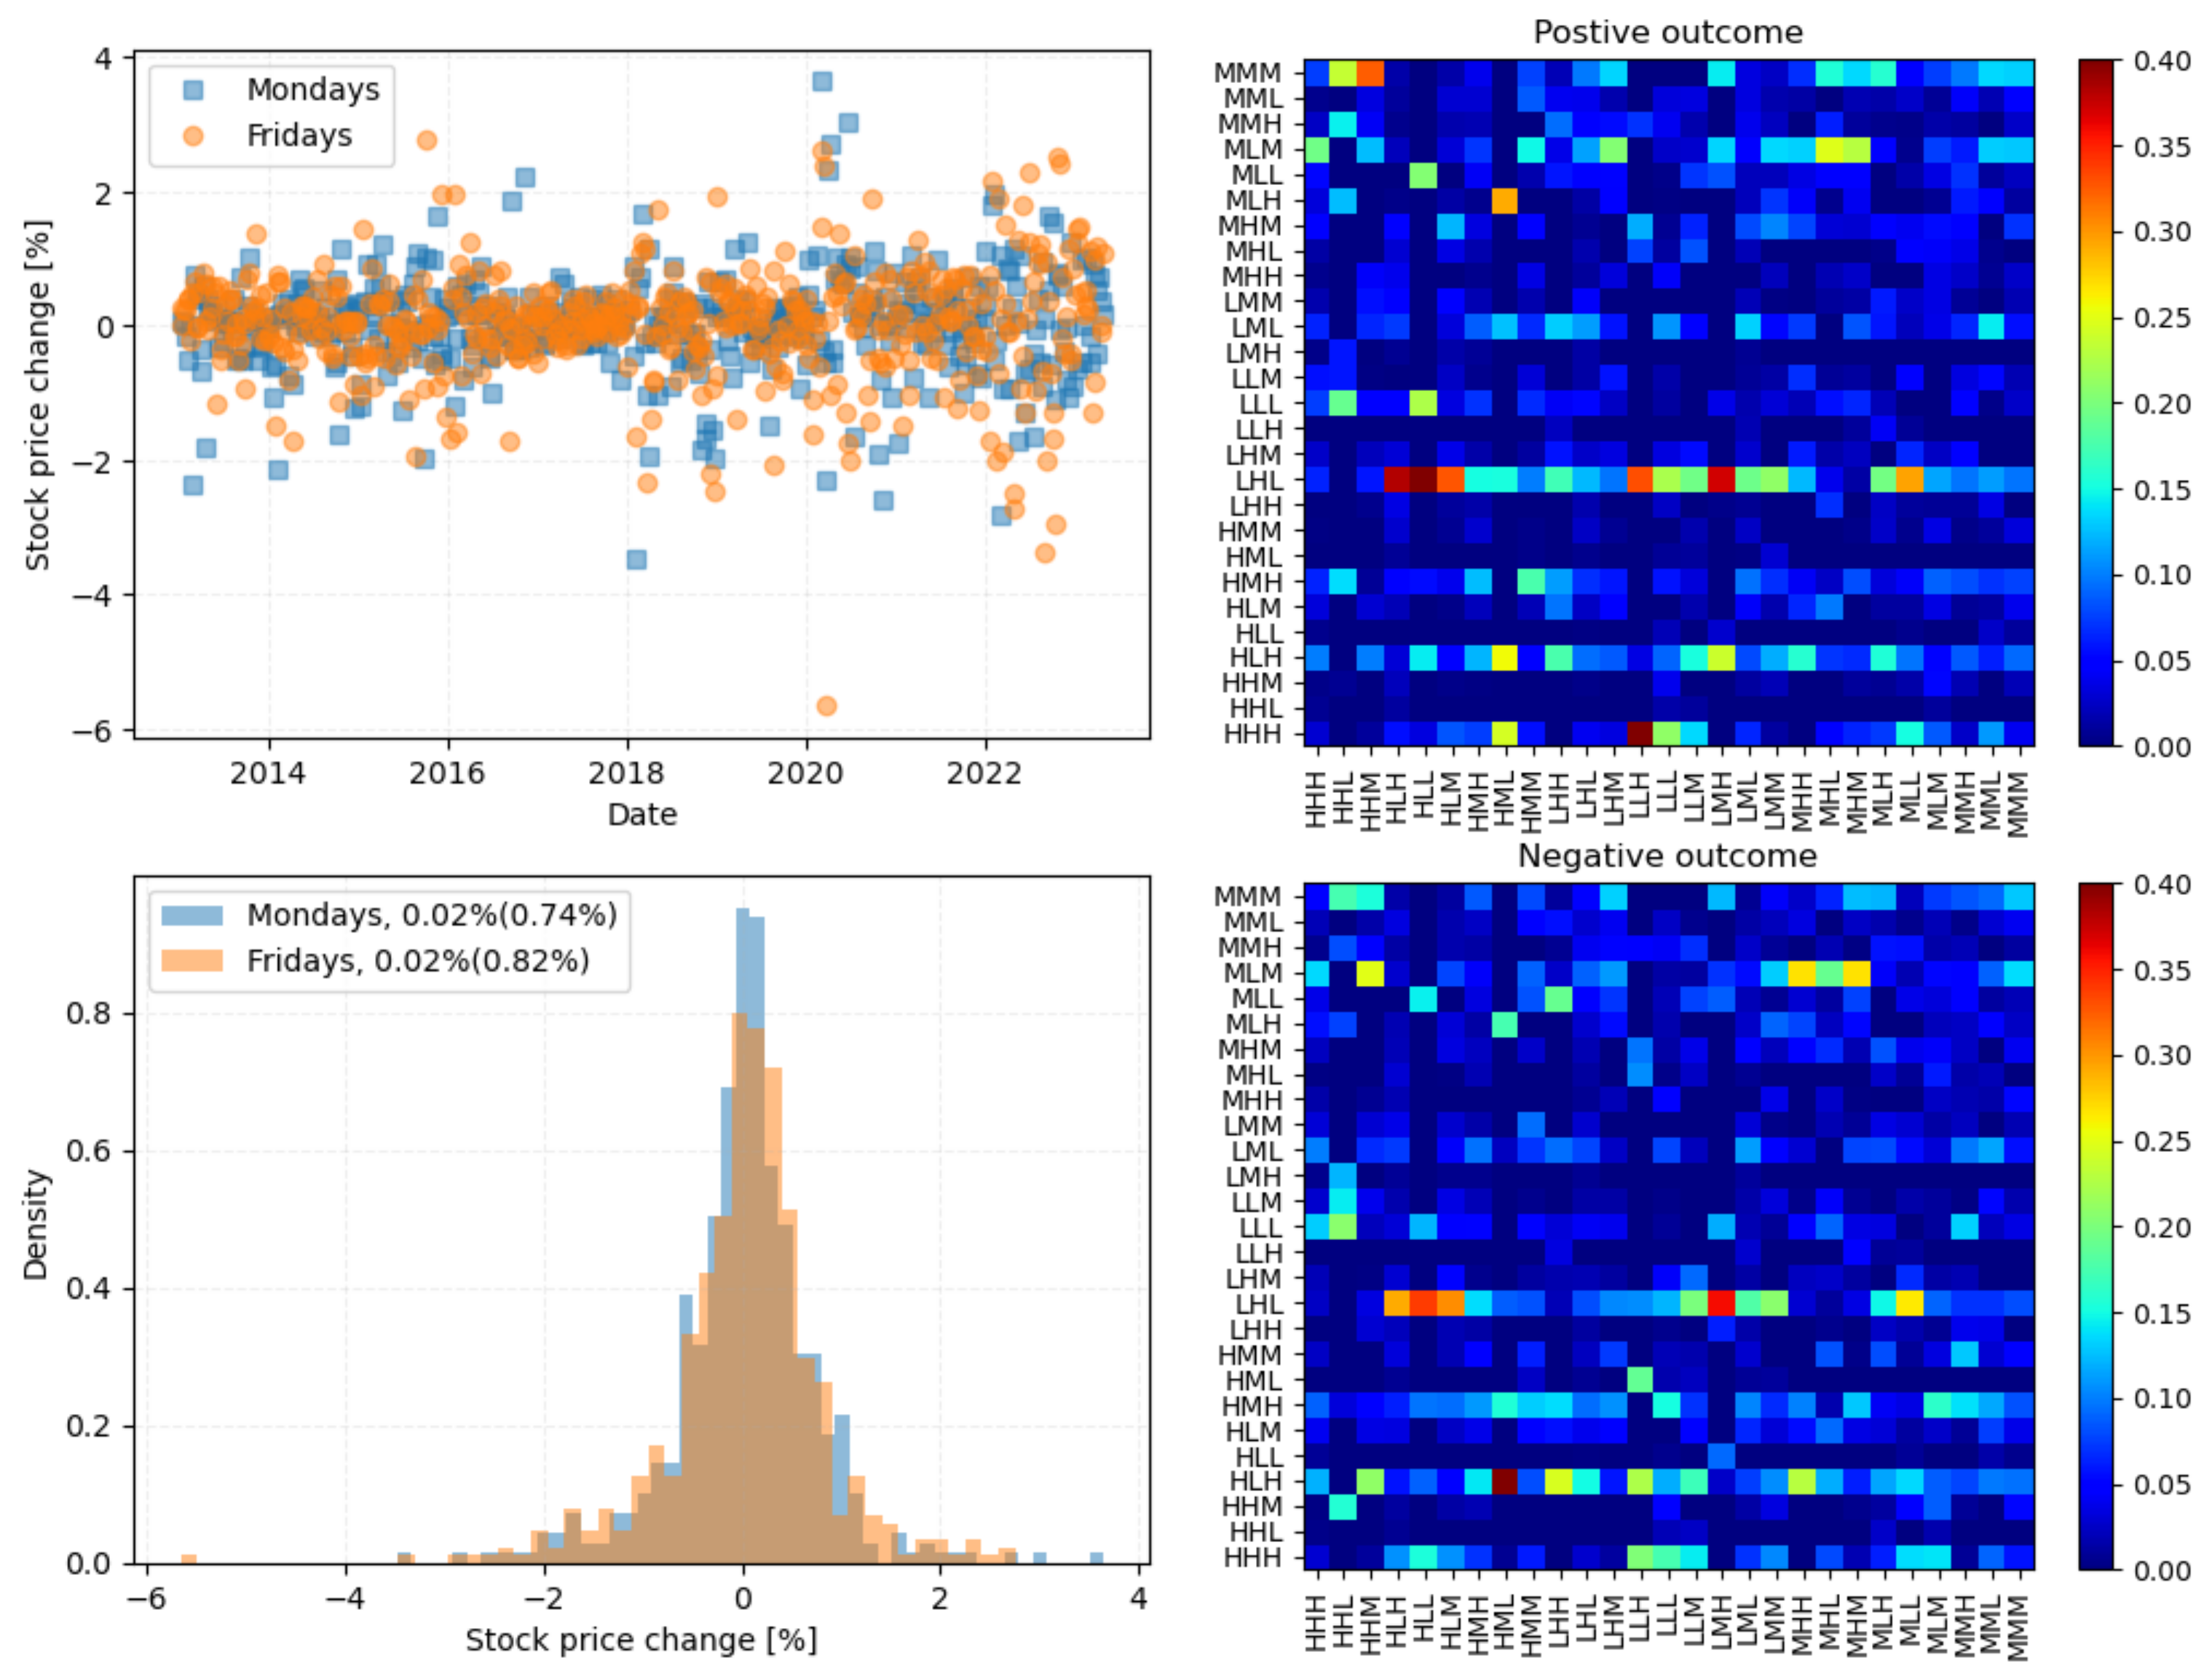 4
2
0
−2
−4
−6
Stock price change [%]
Mondays
Fridays
2014 2016 2018 2020 2022
Date
Postive outcome
MMM
MML
MMH
MLM
MLL
MLH
MHM
MHL
MHH
LMM
LML
LMH
LLM
LLL
LLH
LHM
LHL
LHH
HMM
HML
HMH
HLM
HLL
HLH
HHM
HHL
HHH
HHH HHL HHM HLH HLL HLM HMH HML HMM LHH LHL LHM LLH LLL LLM LMH LML LMM MHH MHL MHM MLH MLL MLM MMH MML MMM
0.40
0.35
0.30
0.25
0.20
0.15
0.10
0.05
0.00
Density
0.8
0.6
0.4
0.2
0.0
Mondays, 0.02%(0.74%)
Fridays, 0.02%(0.82%)
−6 −4 −2 0 2 4
Stock price change [%]
Negative outcome
MMM
MML
MMH
MLM
MLL
MLH
MHM
MHL
MHH
LMM
LML
LMH
LLM
LLL
LLH
LHM
LHL
LHH
HMM
HML
HMH
HLM
HLL
HLH
HHM
HHL
HHH
HHH HHL HHM HLH HLL HLM HMH HML HMM LHH LHL LHM LLH LLL LLM LMH LML LMM MHH MHL MHM MLH MLL MLM MMH MML MMM
0.40
0.35
0.30
0.25
0.20
0.15
0.10
0.05
0.00